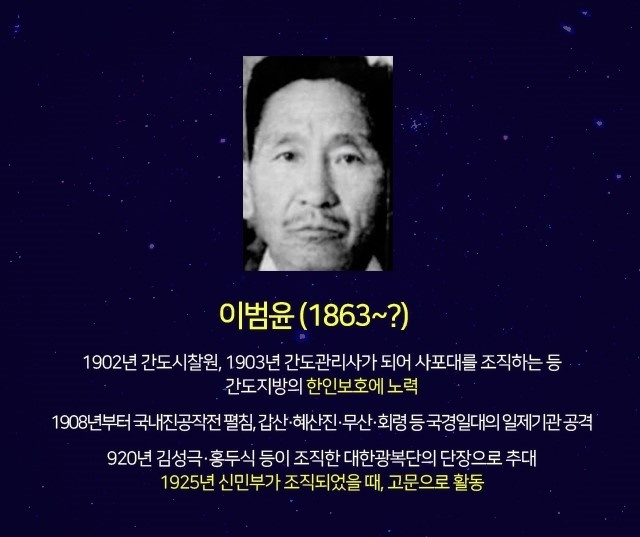 이범윤 (1863~?)
1902년 간도시찰원, 1903년 간도관리사가 되어 사포대를 조직하는 등
간도지방의 한인보호에 노력
1908년부터 국내진공작전 펼침, 갑산·혜산진·무산·회령 등 국경일대의 일제기관 공격
920년 김성극·홍두식 등이 조직한 대한광복단의 단장으로 추대
1925년 신민부가 조직되었을 때, 고문으로 활동